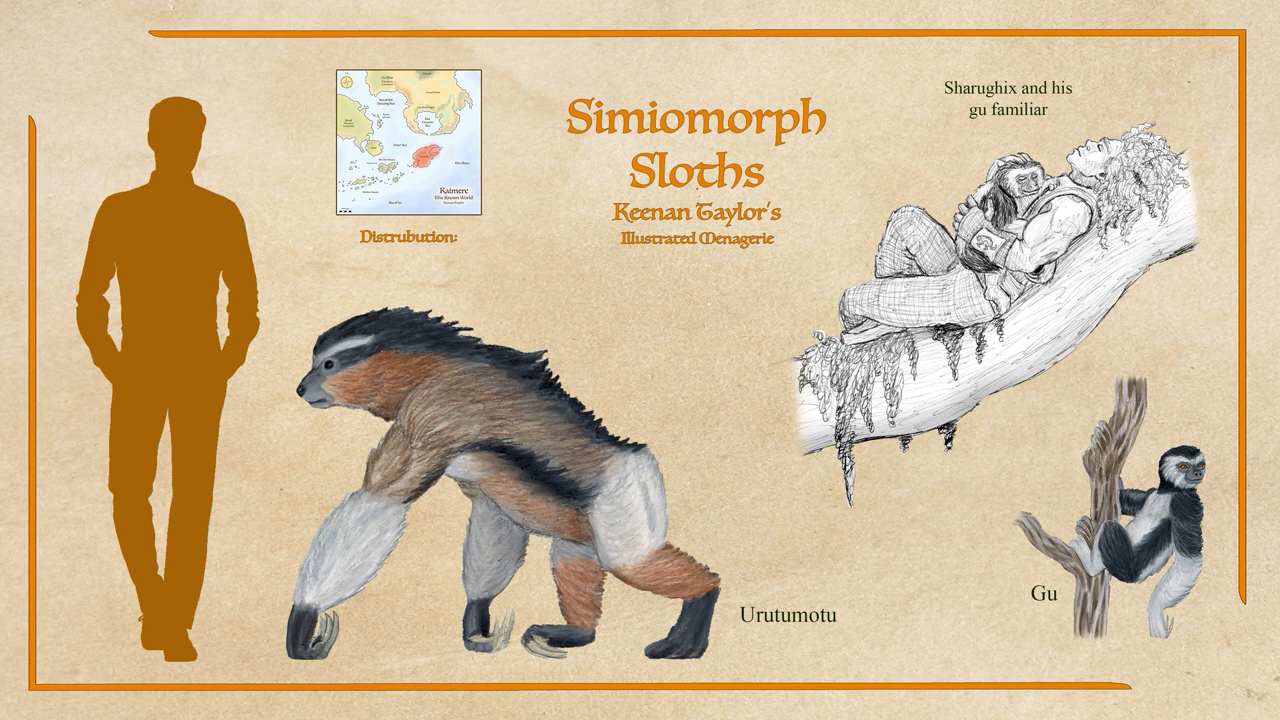 Simiomorph
Sloths
Keenan Taylor's
Illustrated Menagerie
Kaimere
The Known World
Distrubution:
Sharughix and his
gu familiar
Urutumotu
Gu